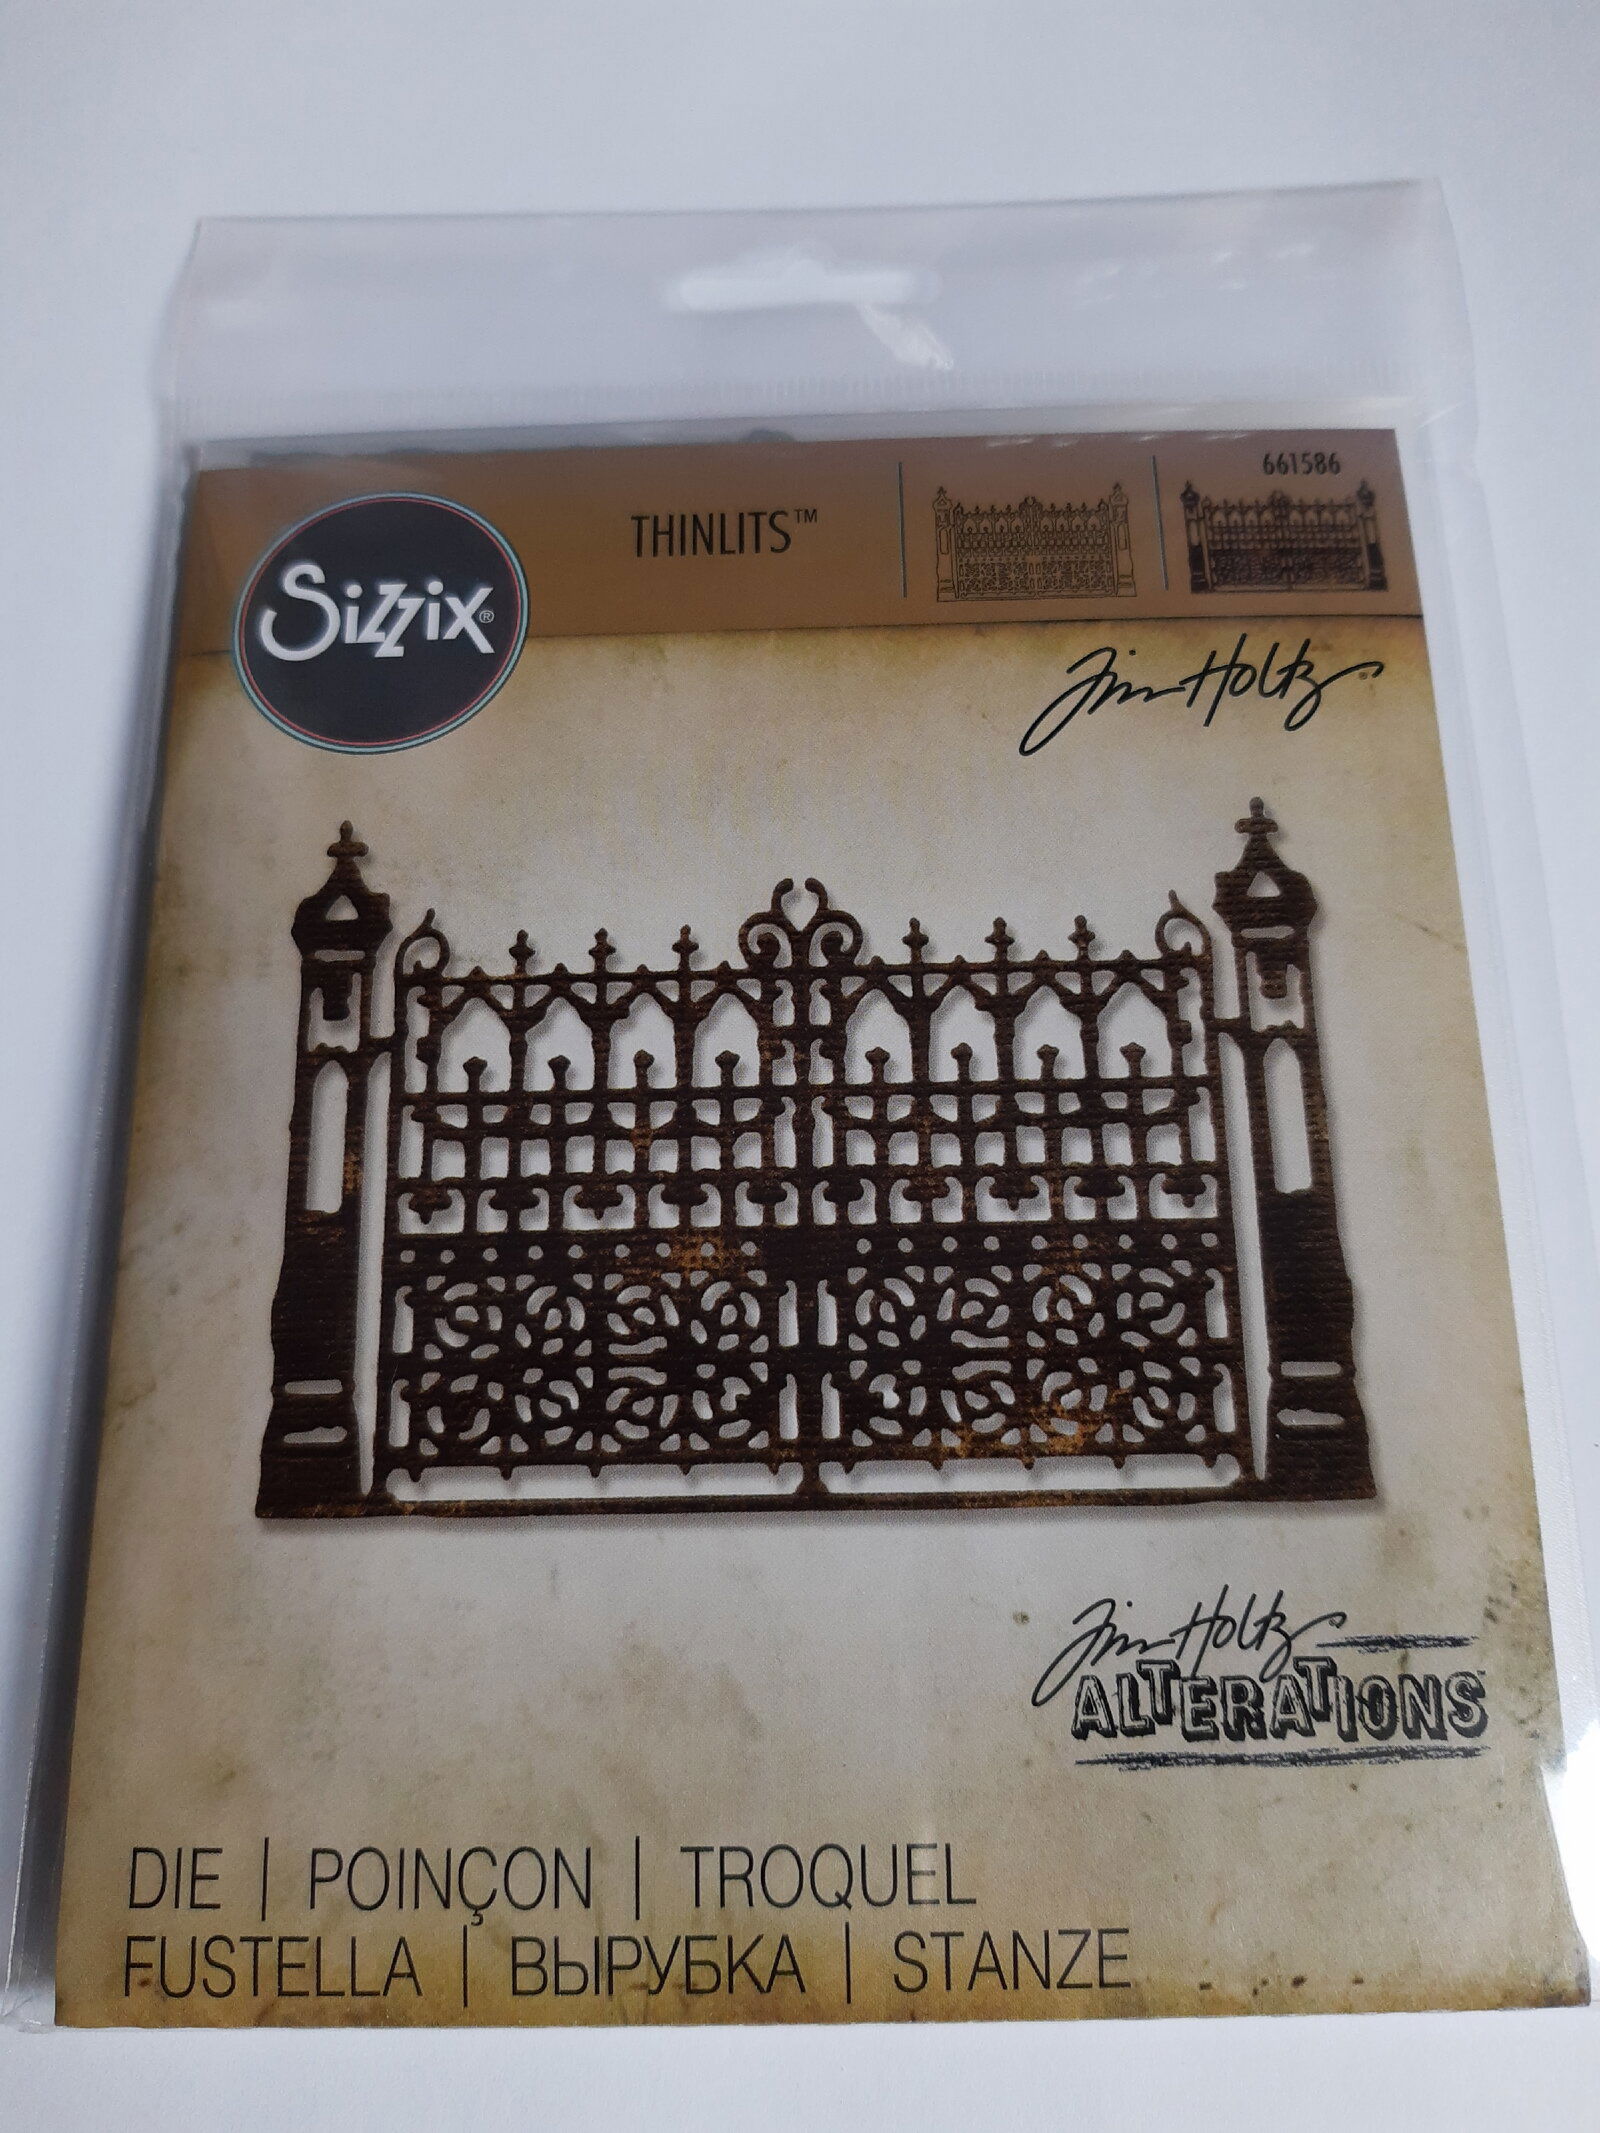 661586
THINLITS™
Sizzix®
Tim Holtz
Tim Holtz
ALTERATIONS
DIE | POINÇON | TROQUEL
FUSTELLA | ВЫРУБКА | STANZE